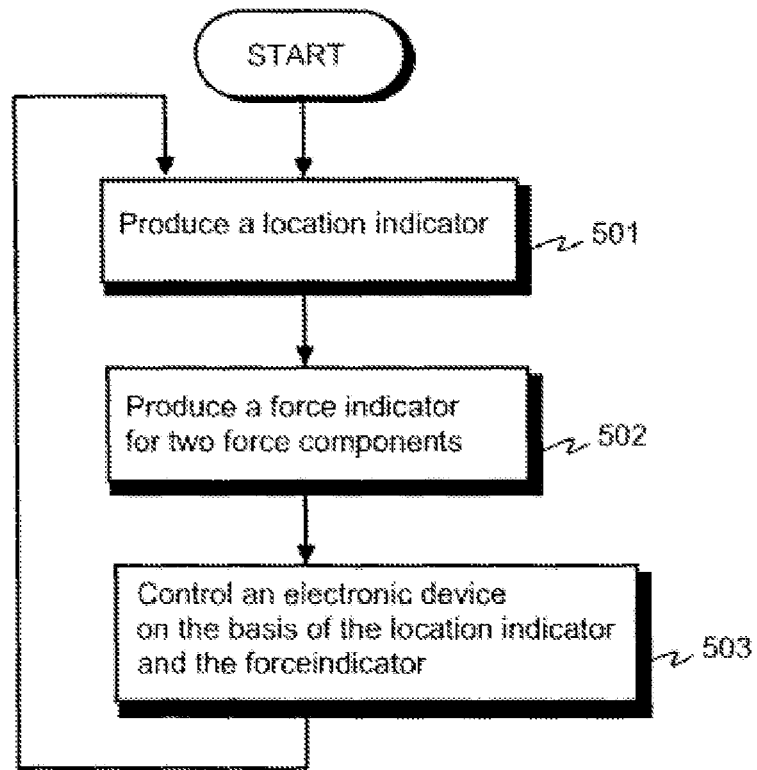 START
Produce a location indicator
501
Produce a force indicator
for two force components
502
Control an electronic device
on the basis of the location indicator
and the forceindicator
503